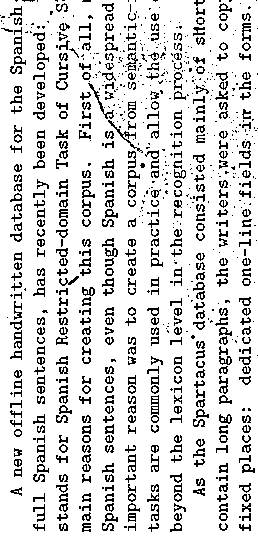 A new offline handwritten database for the Spanish
full Spanish sentences, has recently been developed:
stands for Spanish Restricted-domain Task of Cursive S
main reasons for creating this corpus. First of all,
Spanish sentences, even though Spanish is a widespread
important reason was to create a corpus from semantic-
tasks are commonly used in practice and allow the use
beyond the lexicon level in the recognition process.
As the Spartacus database consisted mainly of short
contain long paragraphs, the writers were asked to cop
fixed places: dedicated one-line fields in the forms.